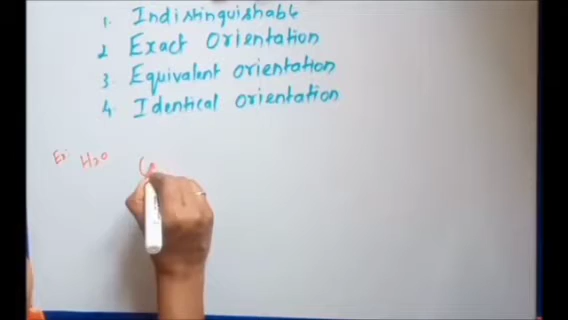 1. Indistinguishable
2 Exact Orientation
3. Equivalent orientation
4. Identical orientation
Ex: H2O